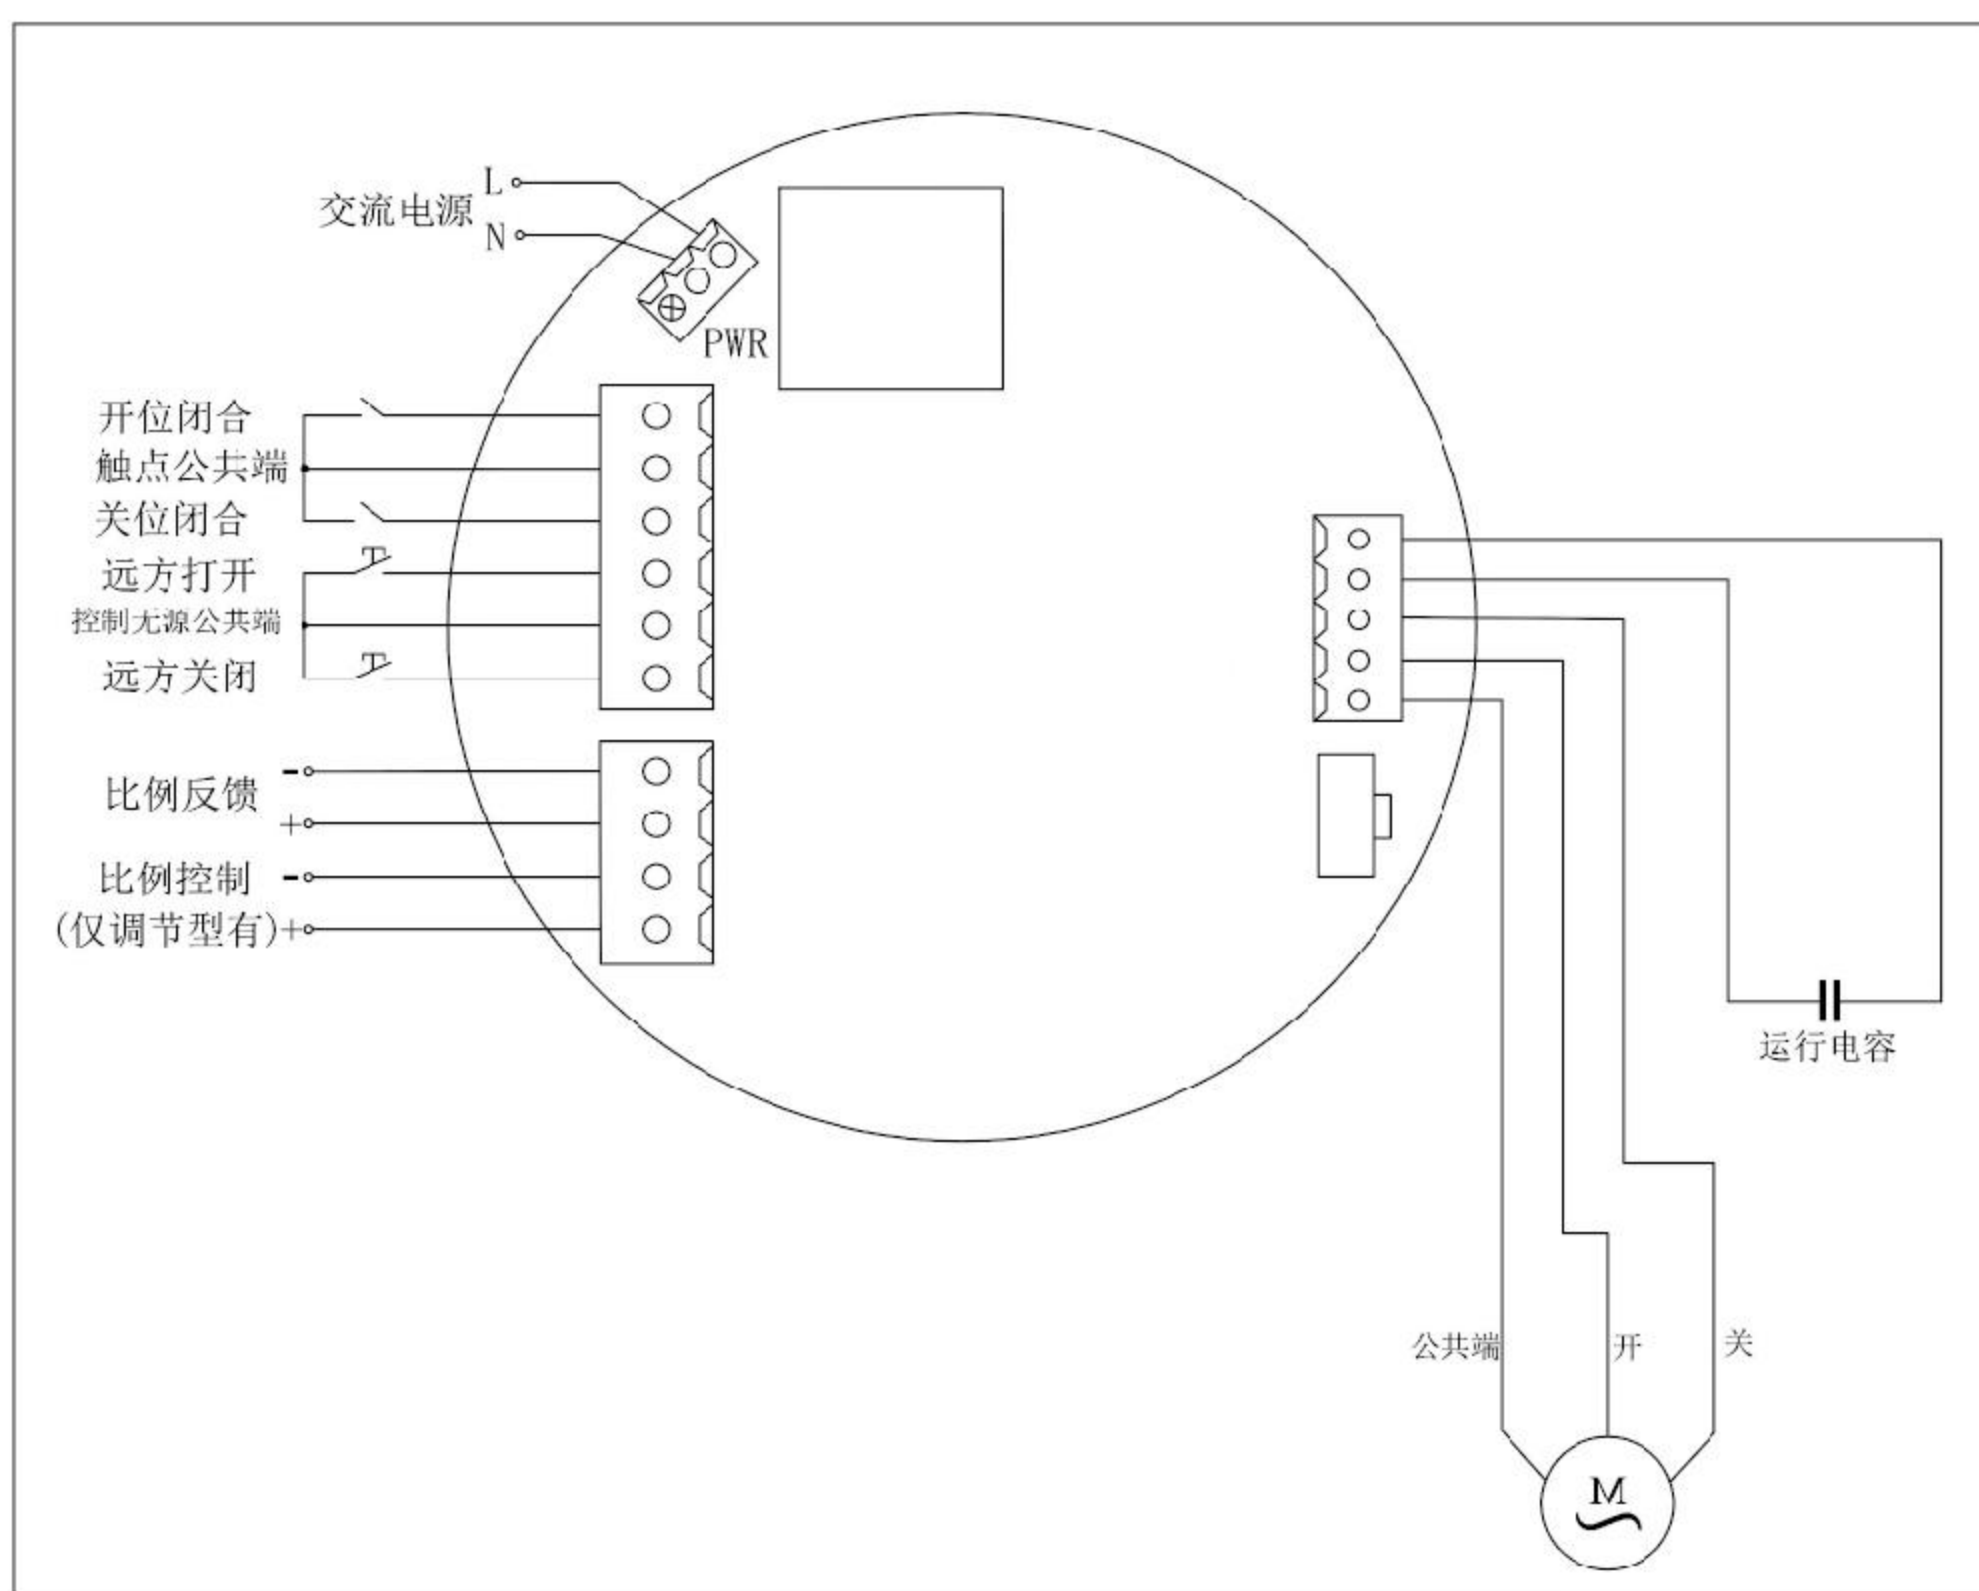 L
交流电源
N
PWR
开位闭合
触点公共端
关位闭合
远方打开
控制无源公共端
远方关闭
-
比例反馈
+
比例控制 -
(仅调节型有)+
运行电容
公共端 开 关
M